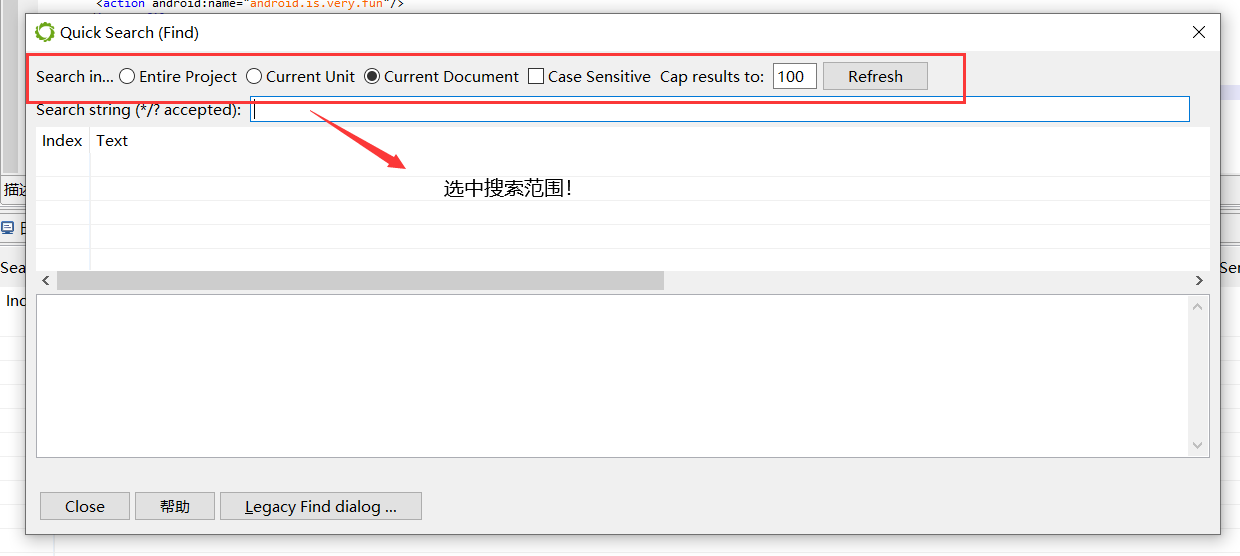 <action android:name="android.is.very.fun"/>
Quick Search (Find)
Search in... Entire Project Current Unit Current Document Case Sensitive Cap results to: 100 Refresh
Search string (*/? accepted):
Index Text
选中搜索范围！
描述
Sea
Ser
Ind
Close 帮助 Legacy Find dialog ...